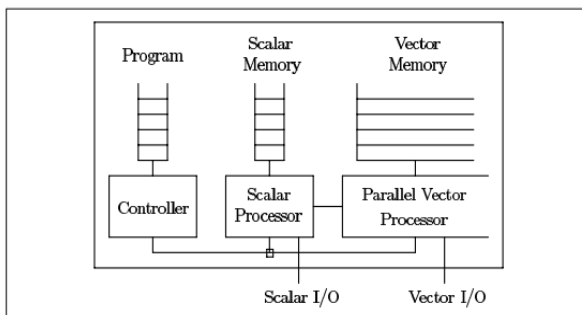 Program
Scalar
Memory
Vector
Memory
Controller
Scalar
Processor
Parallel Vector
Processor
Scalar I/O
Vector I/O